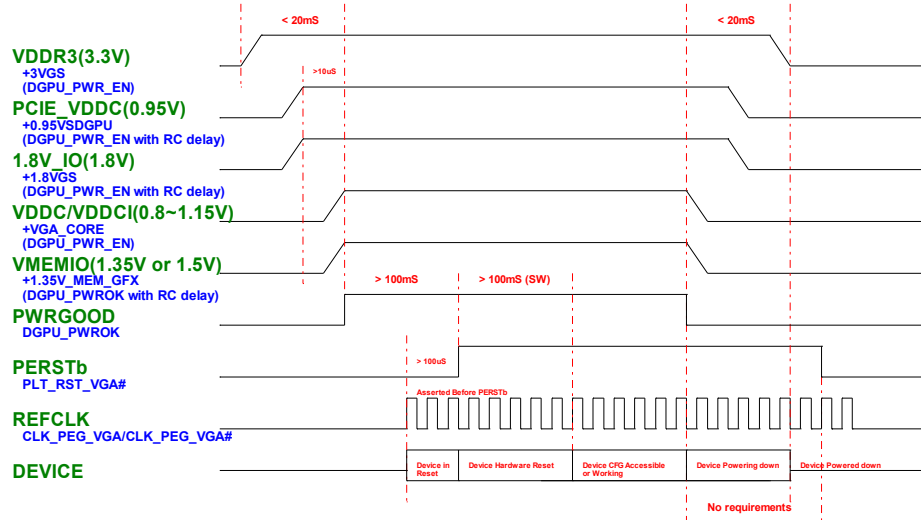 < 20mS
< 20mS
VDDR3(3.3V)
+3VGS
(DGPU_PWR_EN)
>10uS
PCIE_VDDC(0.95V)
+0.95VSDGPU
(DGPU_PWR_EN with RC delay)
1.8V_IO(1.8V)
+1.8VGS
(DGPU_PWR_EN with RC delay)
VDDC/VDDCI(0.8~1.15V)
+VGA_CORE
(DGPU_PWR_EN)
VMEMIO(1.35V or 1.5V)
+1.35V_MEM_GFX
(DGPU_PWROK with RC delay)
> 100mS
> 100mS (SW)
PWRGOOD
DGPU_PWROK
> 100uS
PERSTb
PLT_RST_VGA#
Asserted Before PERSTb
REFCLK
CLK_PEG_VGA/CLK_PEG_VGA#
DEVICE
Device in
Reset
Device Hardware Reset
Device CFG Accessible
or Working
Device Powering down
Device Powered down
No requirements